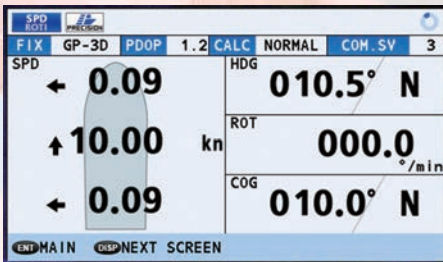 SPD
ROTI PRECISION
FIX GP-3D PDOP 1.2 CALC NORMAL COM.SV 3
SPD
← 0.09
↑ 10.00 kn
← 0.09
HDG
010.5° N
ROT
000.0
°/min
COG
010.0° N
ENT MAIN DISP NEXT SCREEN